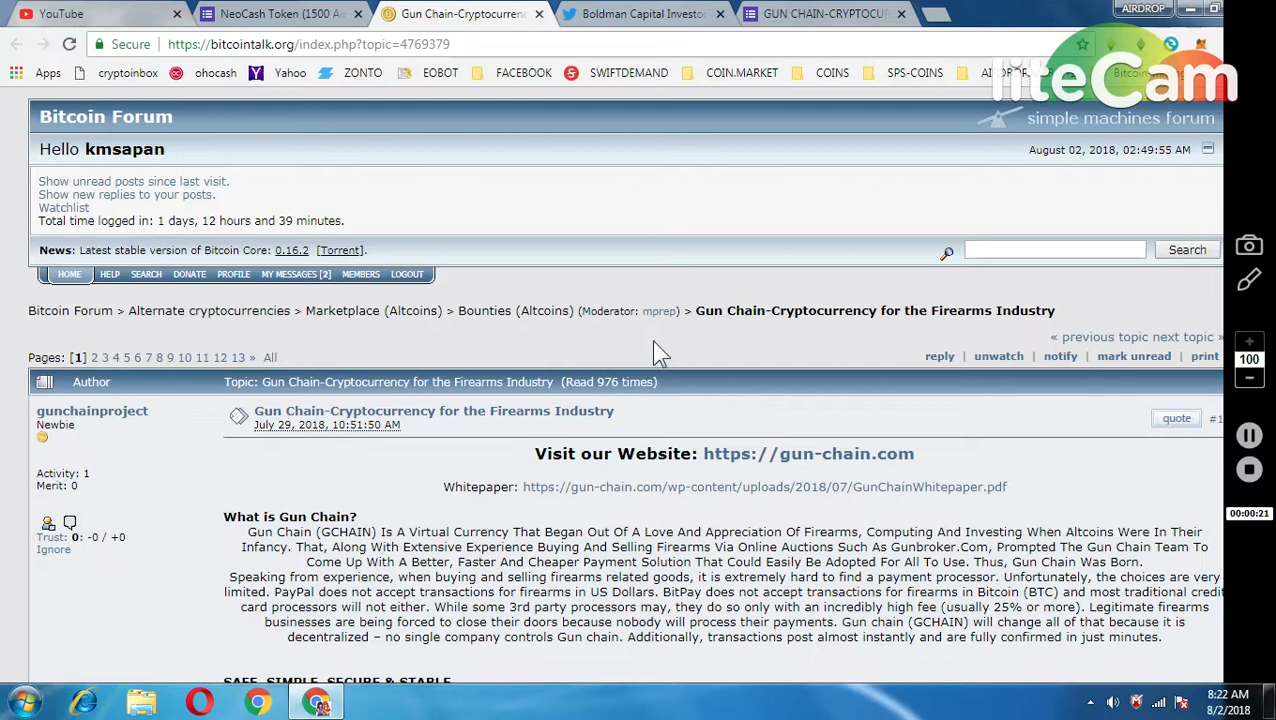 YouTube
NeoCash Token (1500 A
Gun Chain-Cryptocurren
Boldman Capital Investor
GUN CHAIN-CRYPTOCUR
AIRDROP
Secure
https://bitcointalk.org/index.php?topic=4769379
Apps
cryptoinbox
ohocash
Yahoo
ZONTO
EOBOT
FACEBOOK
SWIFTDEMAND
COIN.MARKET
COINS
GPS-COINS
liteCam
Bitcoin Forum
simple machines forum
Hello kmsapan
August 02, 2018, 02:49:55 AM
Show unread posts since last visit.
Show new replies to your posts.
Watchlist
Total time logged in: 1 days, 12 hours and 39 minutes.
News: Latest stable version of Bitcoin Core: 0.16.2 [Torrent].
Search
HOME HELP SEARCH DONATE PROFILE MY MESSAGES [2] MEMBERS LOGOUT
Bitcoin Forum > Alternate cryptocurrencies > Marketplace (Altcoins) > Bounties (Altcoins) (Moderator: mprep) > Gun Chain-Cryptocurrency for the Firearms Industry
« previous topic next topic »
Pages: [1] 2 3 4 5 6 7 8 9 10 11 12 13 » All
reply | unwatch | notify | mark unread | print
100
Author
Topic: Gun Chain-Cryptocurrency for the Firearms Industry (Read 976 times)
gunchainproject
Newbie
Gun Chain-Cryptocurrency for the Firearms Industry
July 29, 2018, 10:51:50 AM
quote
#1
Activity: 1
Merit: 0
Trust: 0: -0 / +0
Ignore
Visit our Website: https://gun-chain.com
Whitepaper: https://gun-chain.com/wp-content/uploads/2018/07/GunChainWhitepaper.pdf
00:00:21
What is Gun Chain?
Gun Chain (GCHAIN) Is A Virtual Currency That Began Out Of A Love And Appreciation Of Firearms, Computing And Investing When Altcoins Were In Their
Infancy. That, Along With Extensive Experience Buying And Selling Firearms Via Online Auctions Such As Gunbroker.Com, Prompted The Gun Chain Team To
Come Up With A Better, Faster And Cheaper Payment Solution That Could Easily Be Adopted For All To Use. Thus, Gun Chain Was Born.
Speaking from experience, when buying and selling firearms related goods, it is extremely hard to find a payment processor. Unfortunately, the choices are very
limited. PayPal does not accept transactions for firearms in US Dollars. BitPay does not accept transactions for firearms in Bitcoin (BTC) and most traditional cred
card processors will not either. While some 3rd party processors may, they do so only with an incredibly high fee (usually 25% or more). Legitimate firearms
businesses are being forced to close their doors because nobody will process their payments. Gun chain (GCHAIN) will change all of that because it is
decentralized – no single company controls Gun chain. Additionally, transactions post almost instantly and are fully confirmed in just minutes.
SAFE, SIMPLE, SECURE & STABLE
8:22 AM
8/2/2018